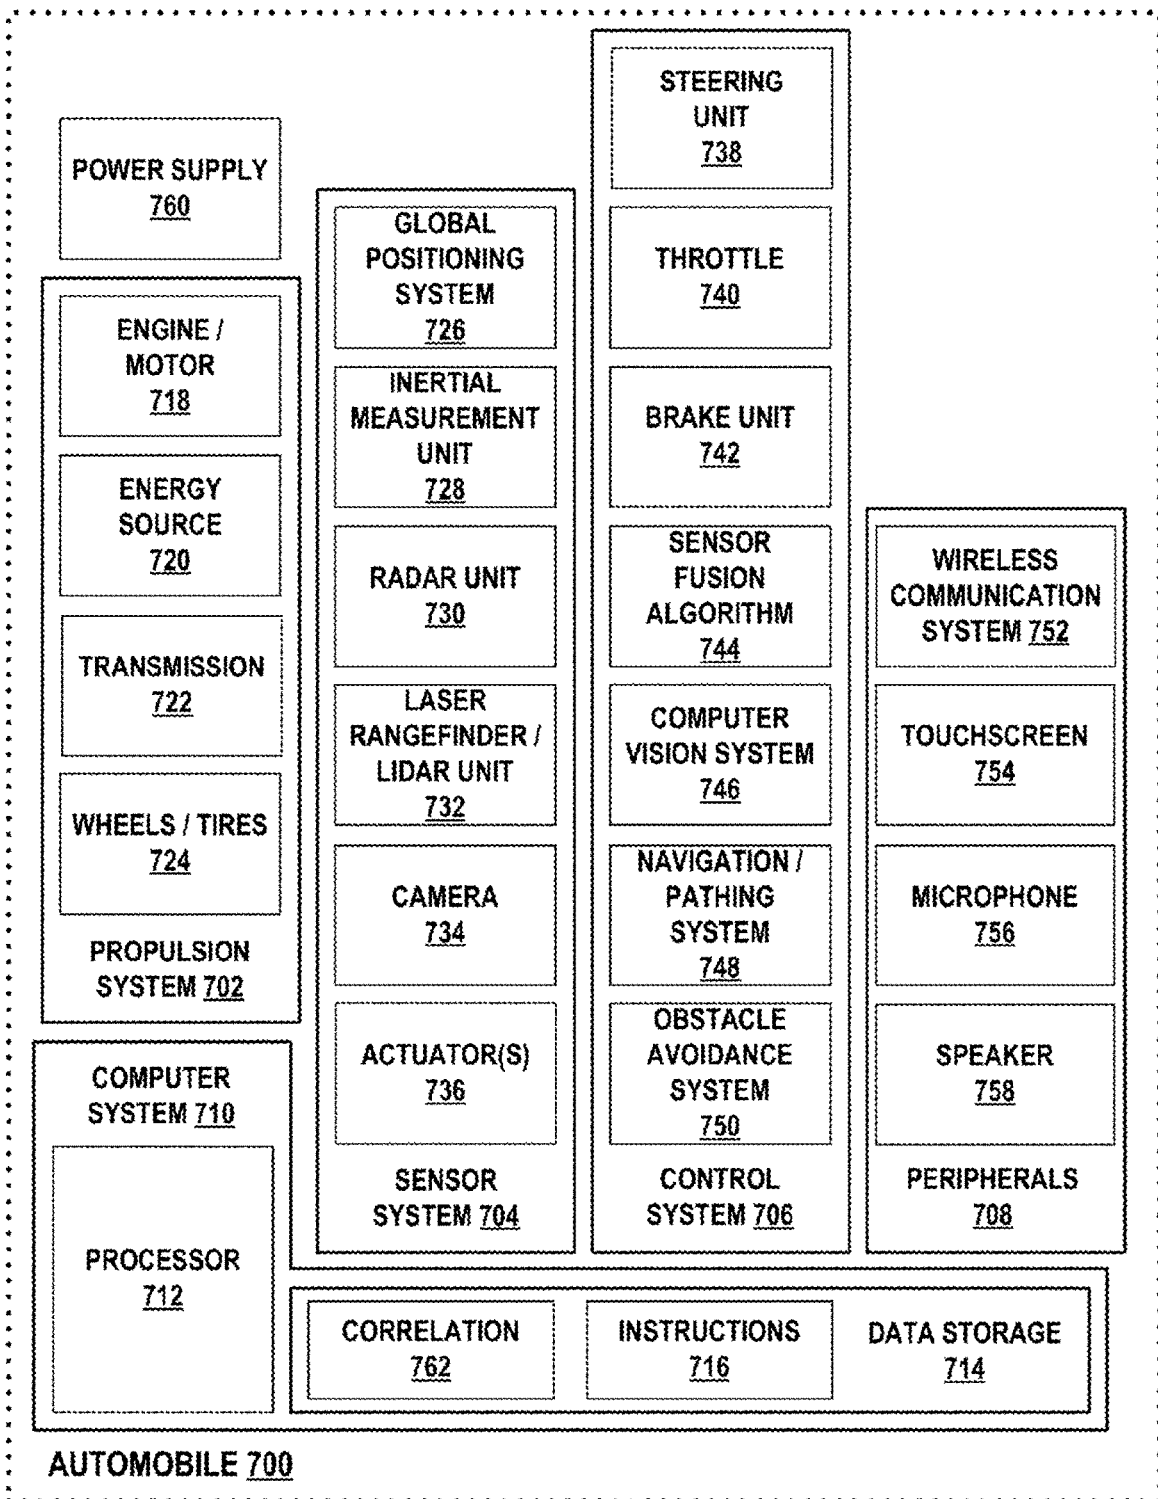 POWER SUPPLY
760
ENGINE /
MOTOR
718
ENERGY
SOURCE
720
TRANSMISSION
722
WHEELS / TIRES
724
PROPULSION
SYSTEM 702
GLOBAL
POSITIONING
SYSTEM
726
INERTIAL
MEASUREMENT
UNIT
728
RADAR UNIT
730
LASER
RANGEFINDER /
LIDAR UNIT
732
CAMERA
734
ACTUATOR(S)
736
SENSOR
SYSTEM 704
STEERING
UNIT
738
THROTTLE
740
BRAKE UNIT
742
SENSOR
FUSION
ALGORITHM
744
COMPUTER
VISION SYSTEM
746
NAVIGATION /
PATHING
SYSTEM
748
OBSTACLE
AVOIDANCE
SYSTEM
750
CONTROL
SYSTEM 706
WIRELESS
COMMUNICATION
SYSTEM 752
TOUCHSCREEN
754
MICROPHONE
756
SPEAKER
758
PERIPHERALS
708
COMPUTER
SYSTEM 710
PROCESSOR
712
CORRELATION
762
INSTRUCTIONS
716
DATA STORAGE
714
AUTOMOBILE 700